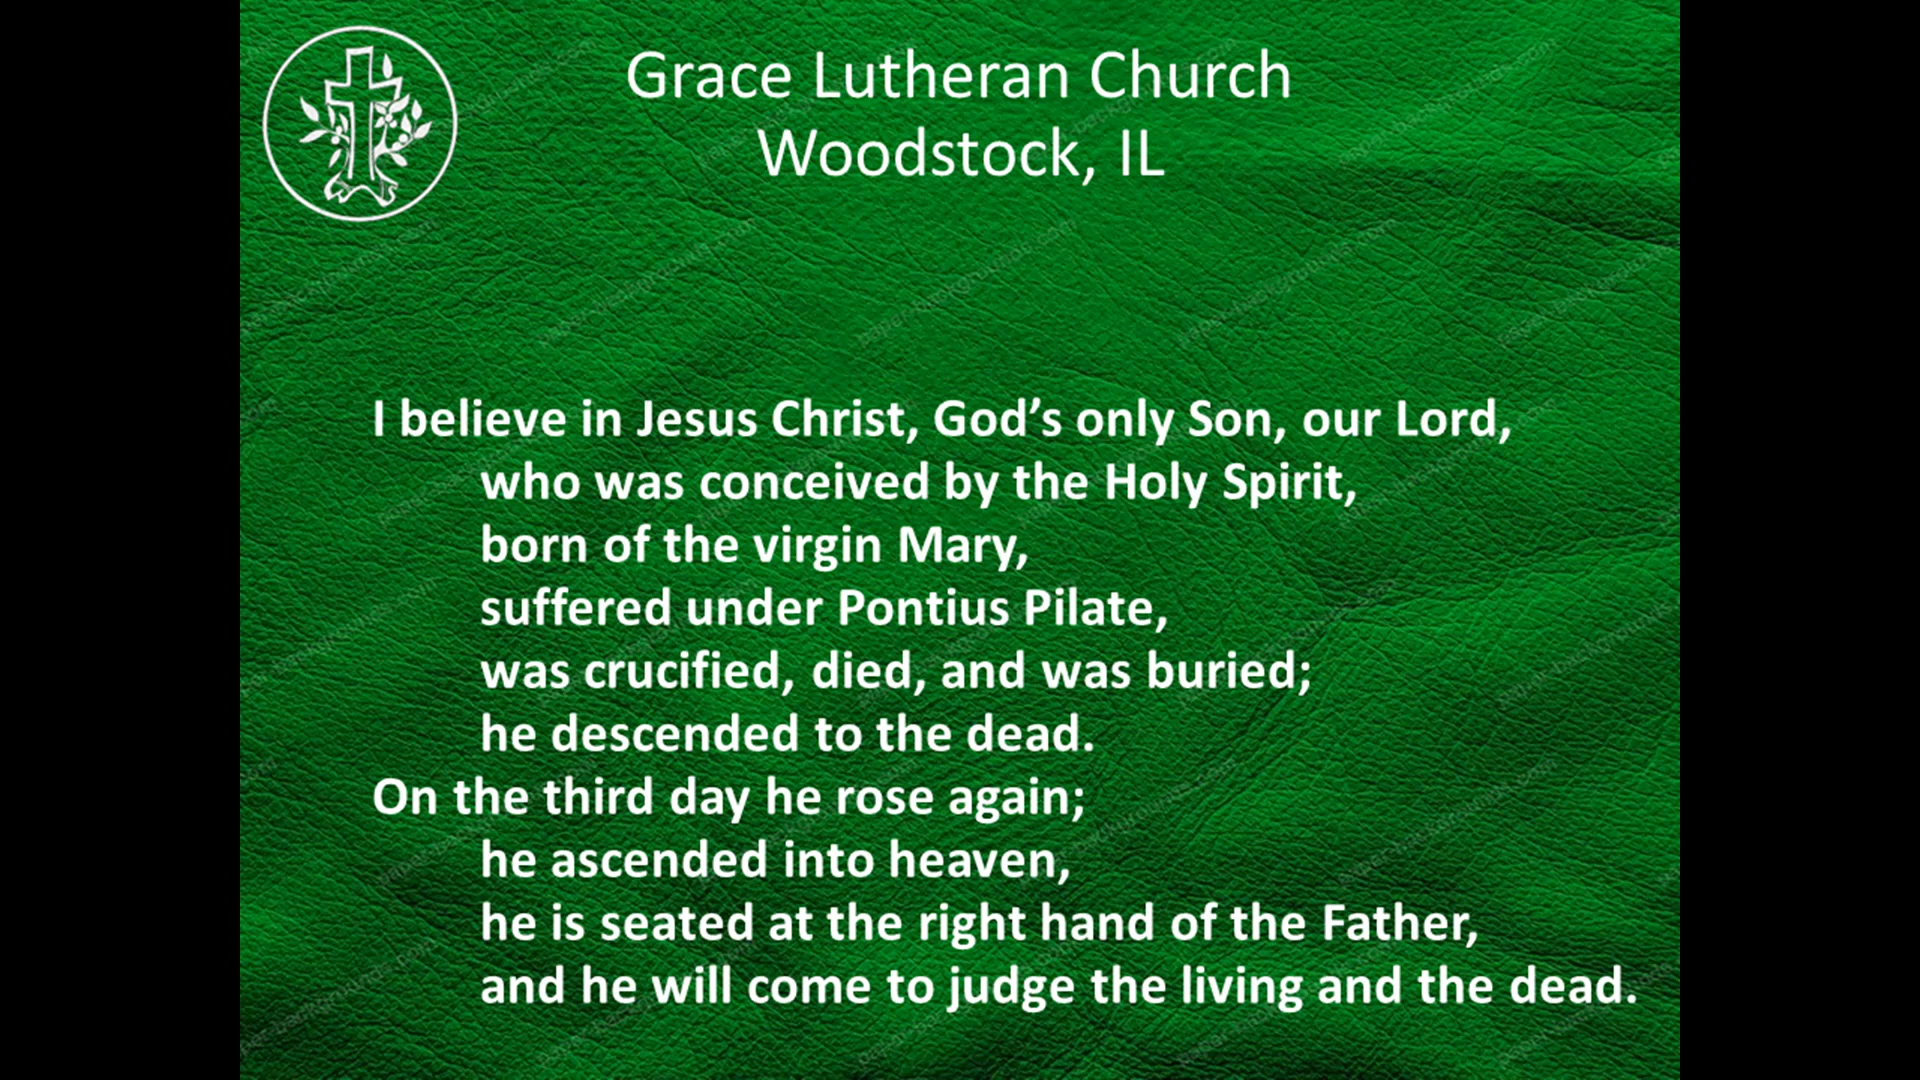 Grace Lutheran Church
Woodstock, IL
I believe in Jesus Christ, God’s only Son, our Lord,
who was conceived by the Holy Spirit,
born of the virgin Mary,
suffered under Pontius Pilate,
was crucified, died, and was buried;
he descended to the dead.
On the third day he rose again;
he ascended into heaven,
he is seated at the right hand of the Father,
and he will come to judge the living and the dead.